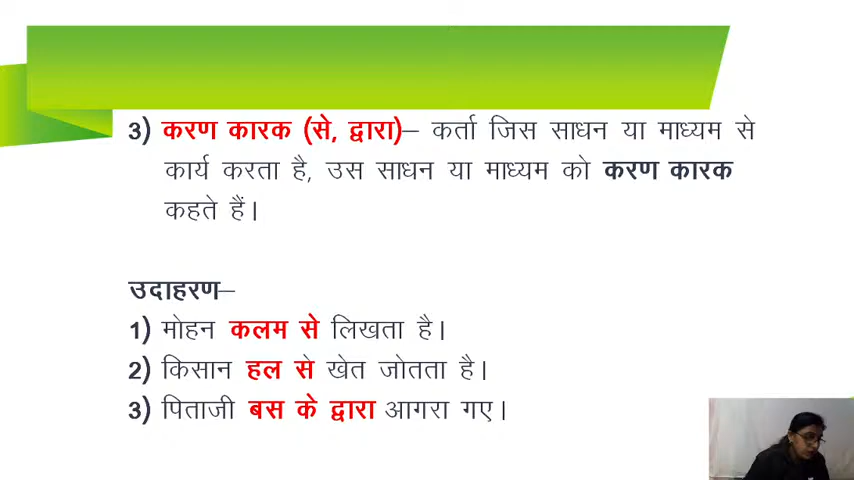 3) करण कारक (से, द्वारा)– कर्ता जिस साधन या माध्यम से
कार्य करता है, उस साधन या माध्यम को करण कारक
कहते हैं।
उदाहरण–
1) मोहन कलम से लिखता है।
2) किसान हल से खेत जोतता है।
3) पिताजी बस के द्वारा आगरा गए।